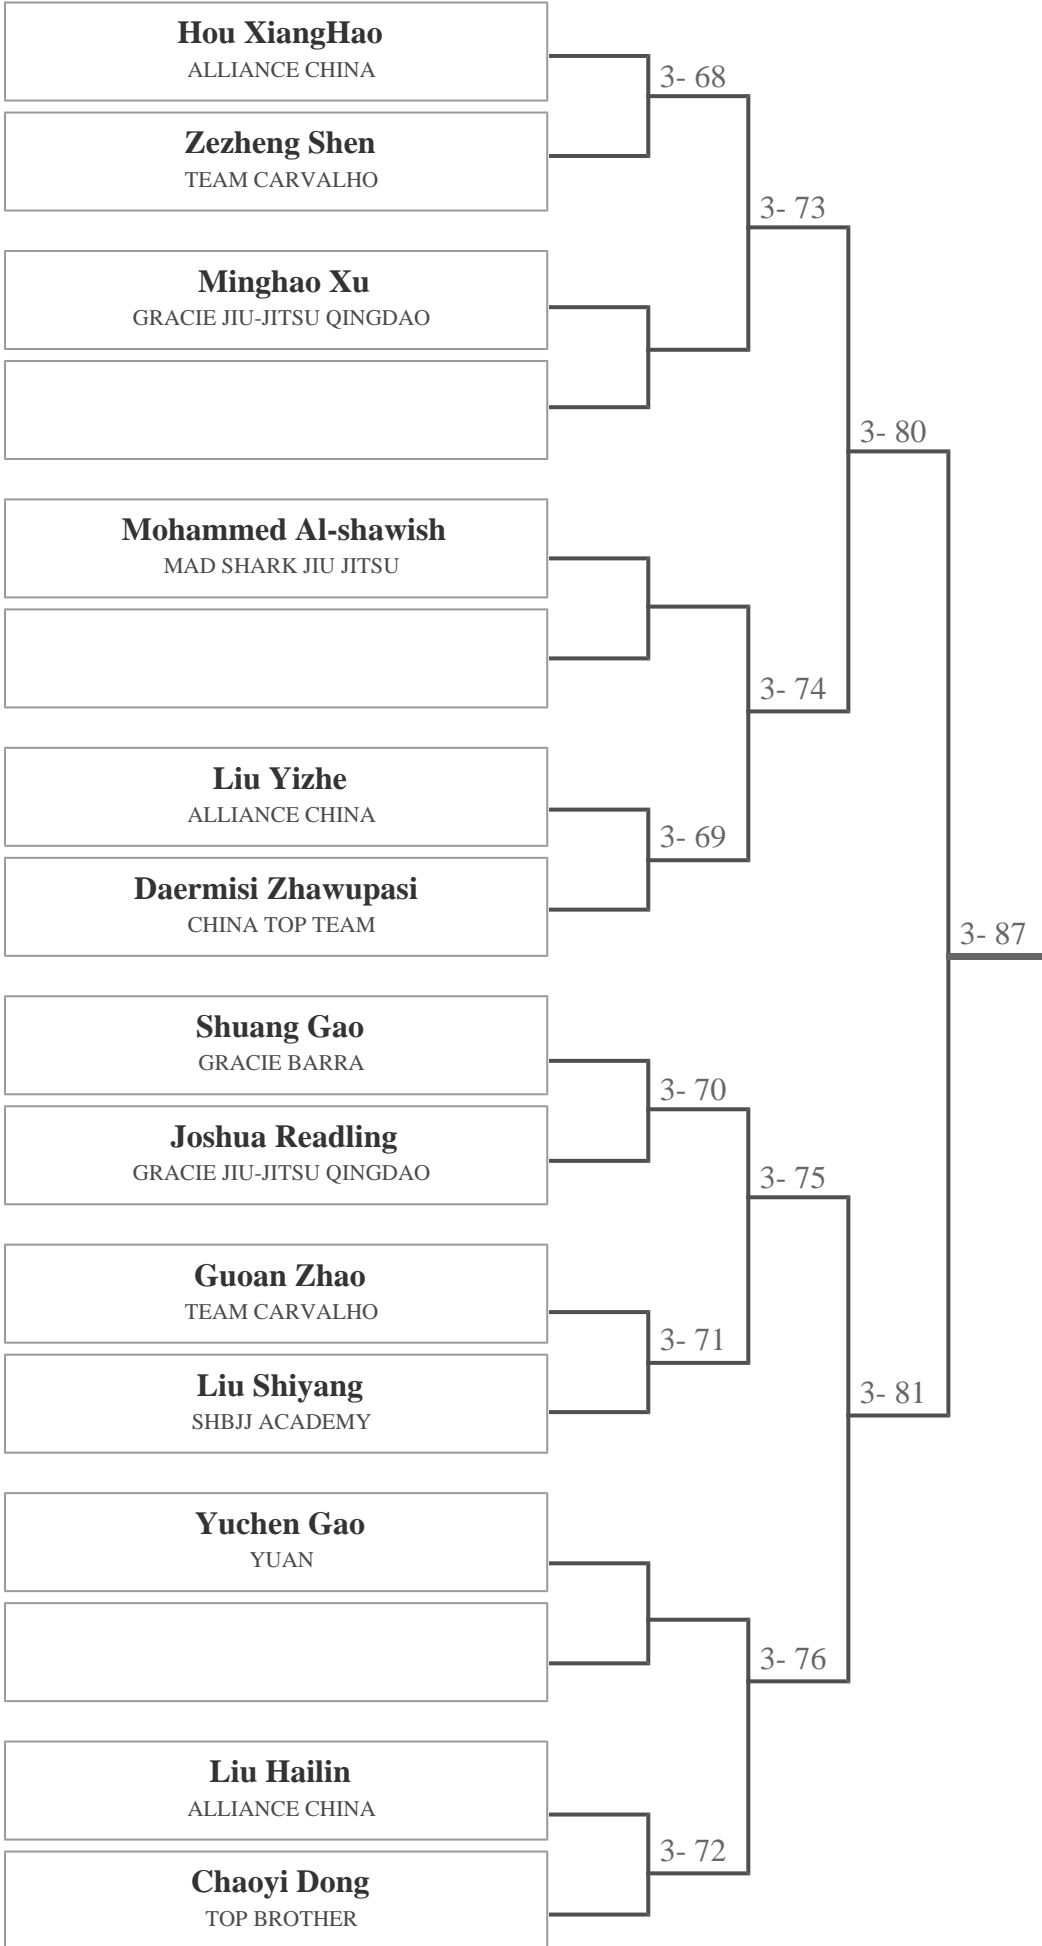 Hou XiangHao
ALLIANCE CHINA
3- 68
Zezheng Shen
TEAM CARVALHO
3- 73
Minghao Xu
GRACIE JIU-JITSU QINGDAO
3- 80
Mohammed Al-shawish
MAD SHARK JIU JITSU
3- 74
Liu Yizhe
ALLIANCE CHINA
3- 69
Daermisi Zhawupasi
CHINA TOP TEAM
3- 87
Shuang Gao
GRACIE BARRA
3- 70
Joshua Readling
GRACIE JIU-JITSU QINGDAO
3- 75
Guoan Zhao
TEAM CARVALHO
3- 71
Liu Shiyang
SHBJJ ACADEMY
3- 81
Yuchen Gao
YUAN
3- 76
Liu Hailin
ALLIANCE CHINA
3- 72
Chaoyi Dong
TOP BROTHER